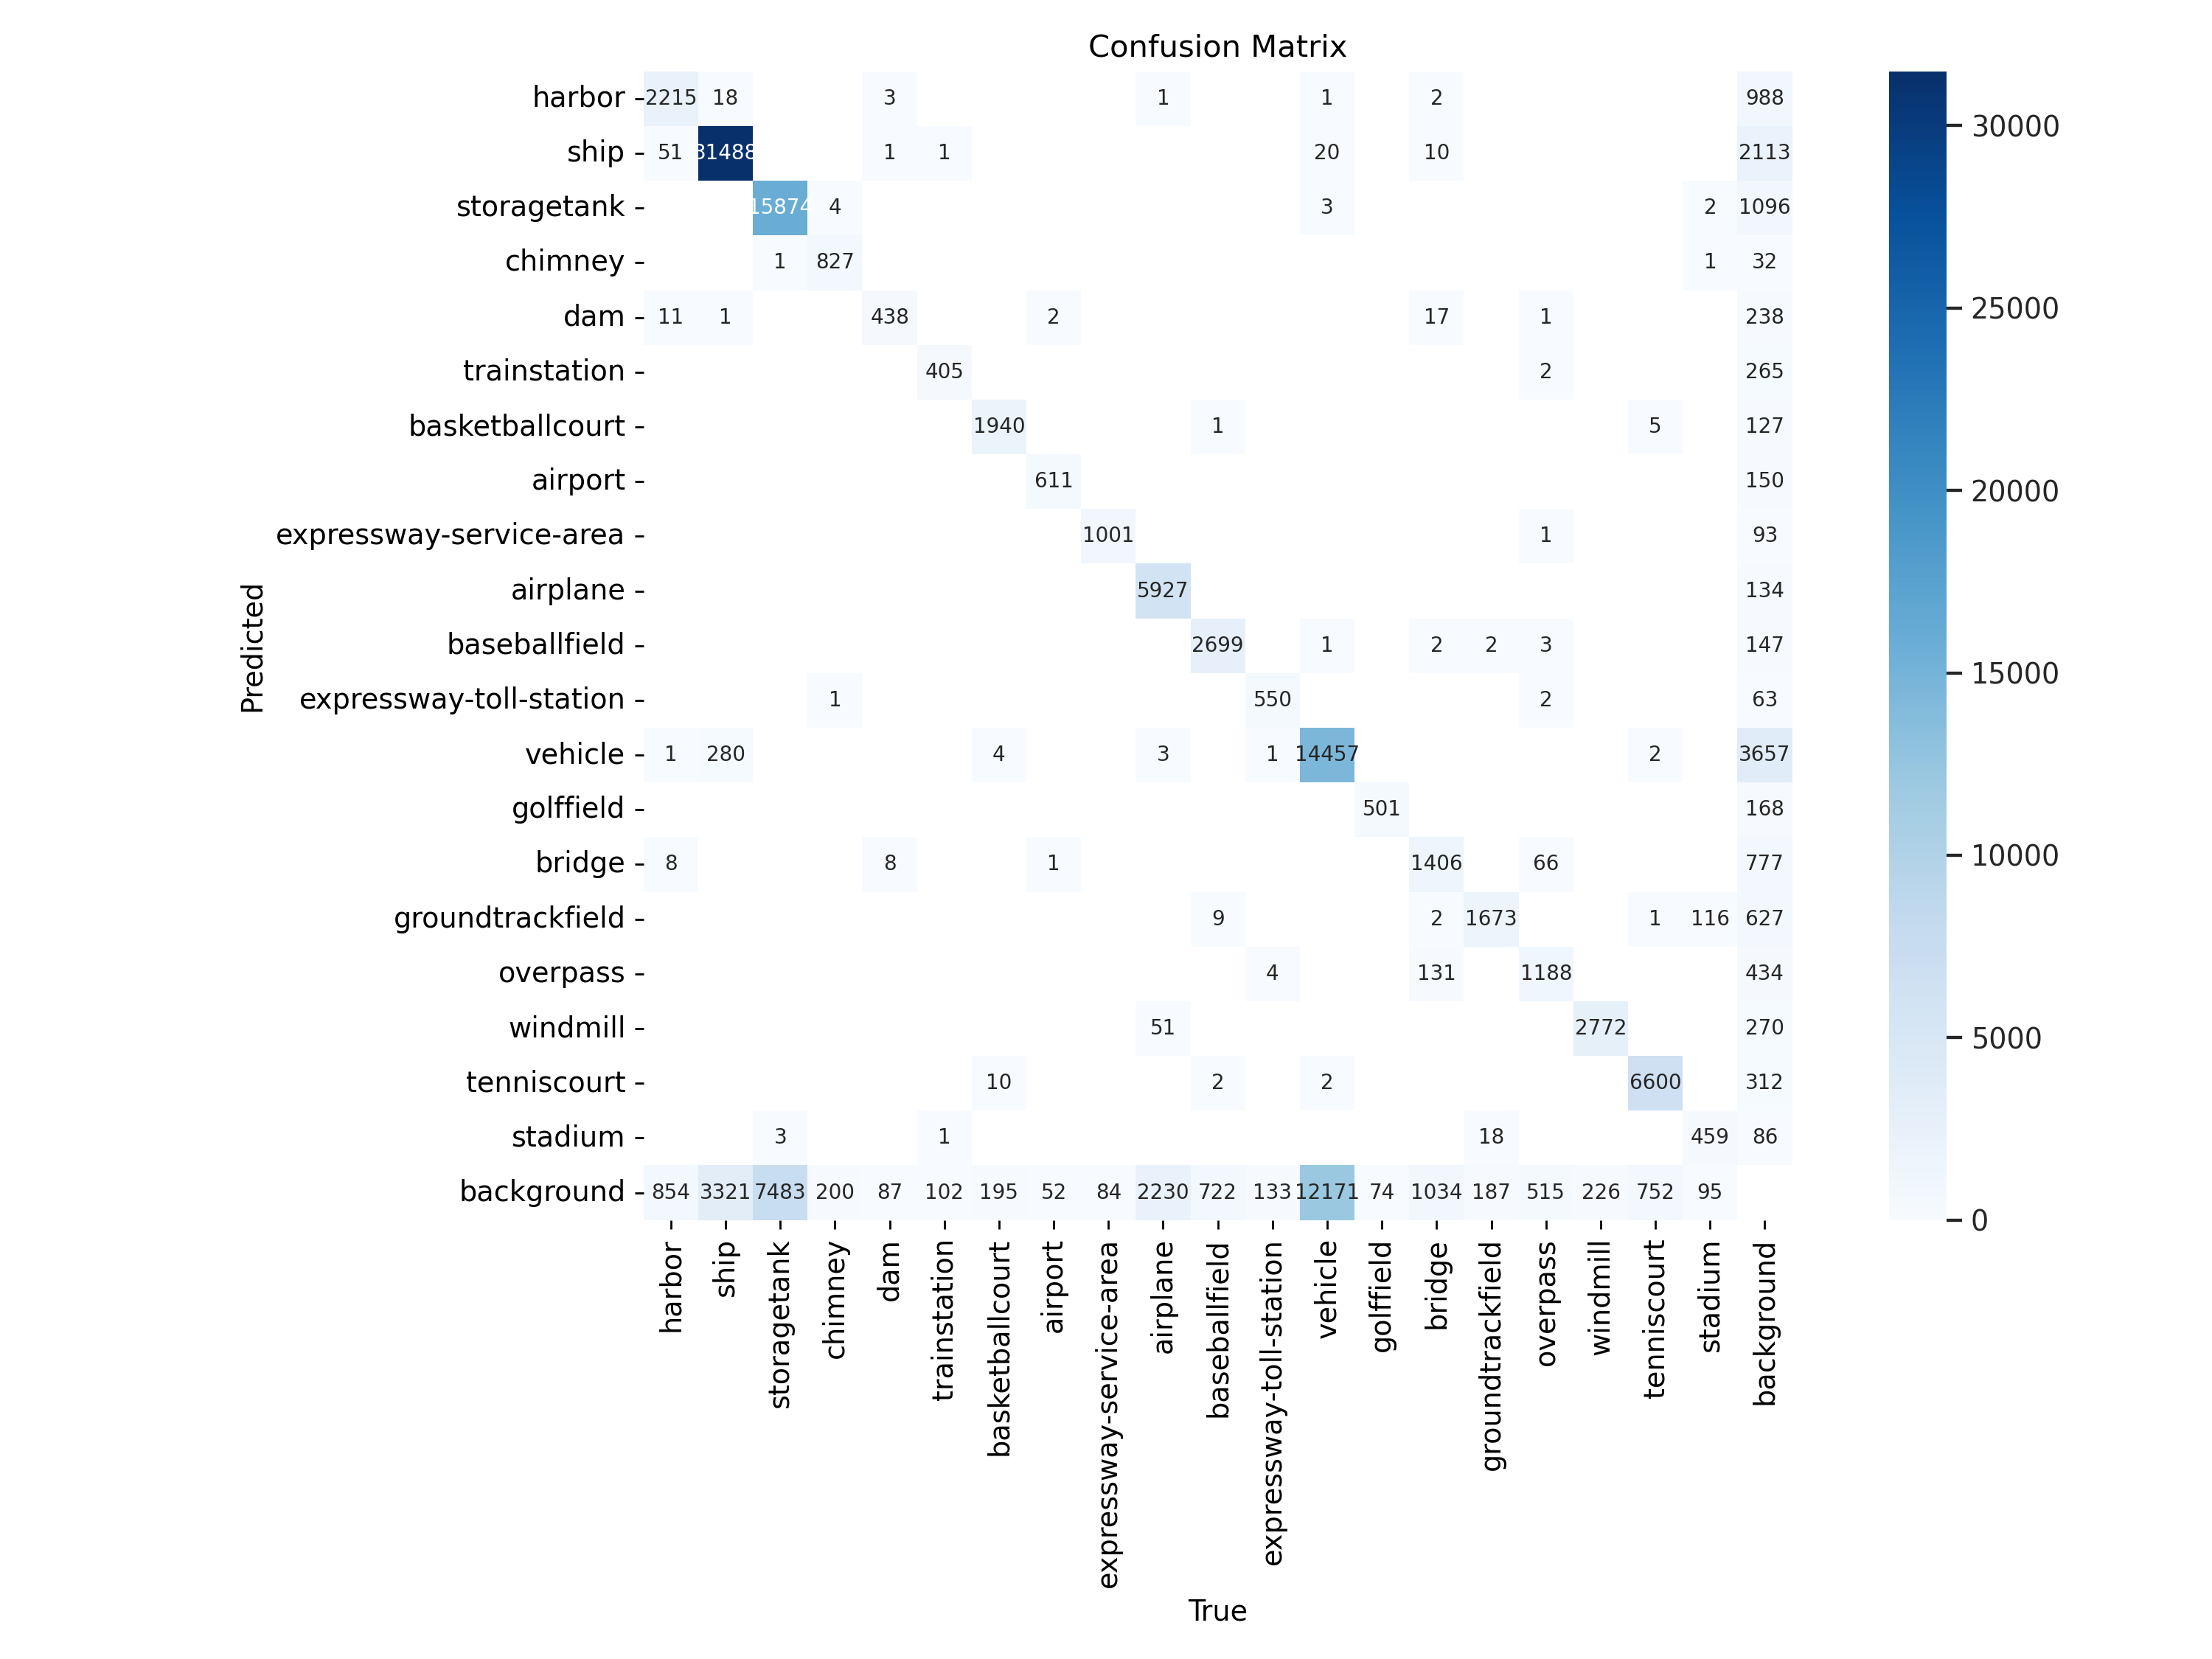 Confusion Matrix
harbor 2215 18 3 1 1 2 988
ship 51 31488 1 1 20 10 2113
storagetank 15874 4 3 2 1096
chimney 1 827 1 32
dam 11 1 438 2 17 1 238
trainstation 405 2 265
basketballcourt 1940 1 5 127
airport 611 150
expressway-service-area 1001 1 93
airplane 5927 134
baseballfield 2699 1 2 2 3 147
expressway-toll-station 1 550 2 63
vehicle 1 280 4 3 1 14457 2 3657
golffield 501 168
bridge 8 8 1 1406 66 777
groundtrackfield 9 2 1673 1 116 627
overpass 4 131 1188 434
windmill 51 2772 270
tenniscourt 10 2 2 6600 312
stadium 3 1 18 459 86
background 854 3321 7483 200 87 102 195 52 84 2230 722 133 12171 74 1034 187 515 226 752 95
Predicted
harbor
ship
storagetank
chimney
dam
trainstation
basketballcourt
airport
expressway-service-area
airplane
baseballfield
expressway-toll-station
vehicle
golffield
bridge
groundtrackfield
overpass
windmill
tenniscourt
stadium
background
True
30000
25000
20000
15000
10000
5000
0